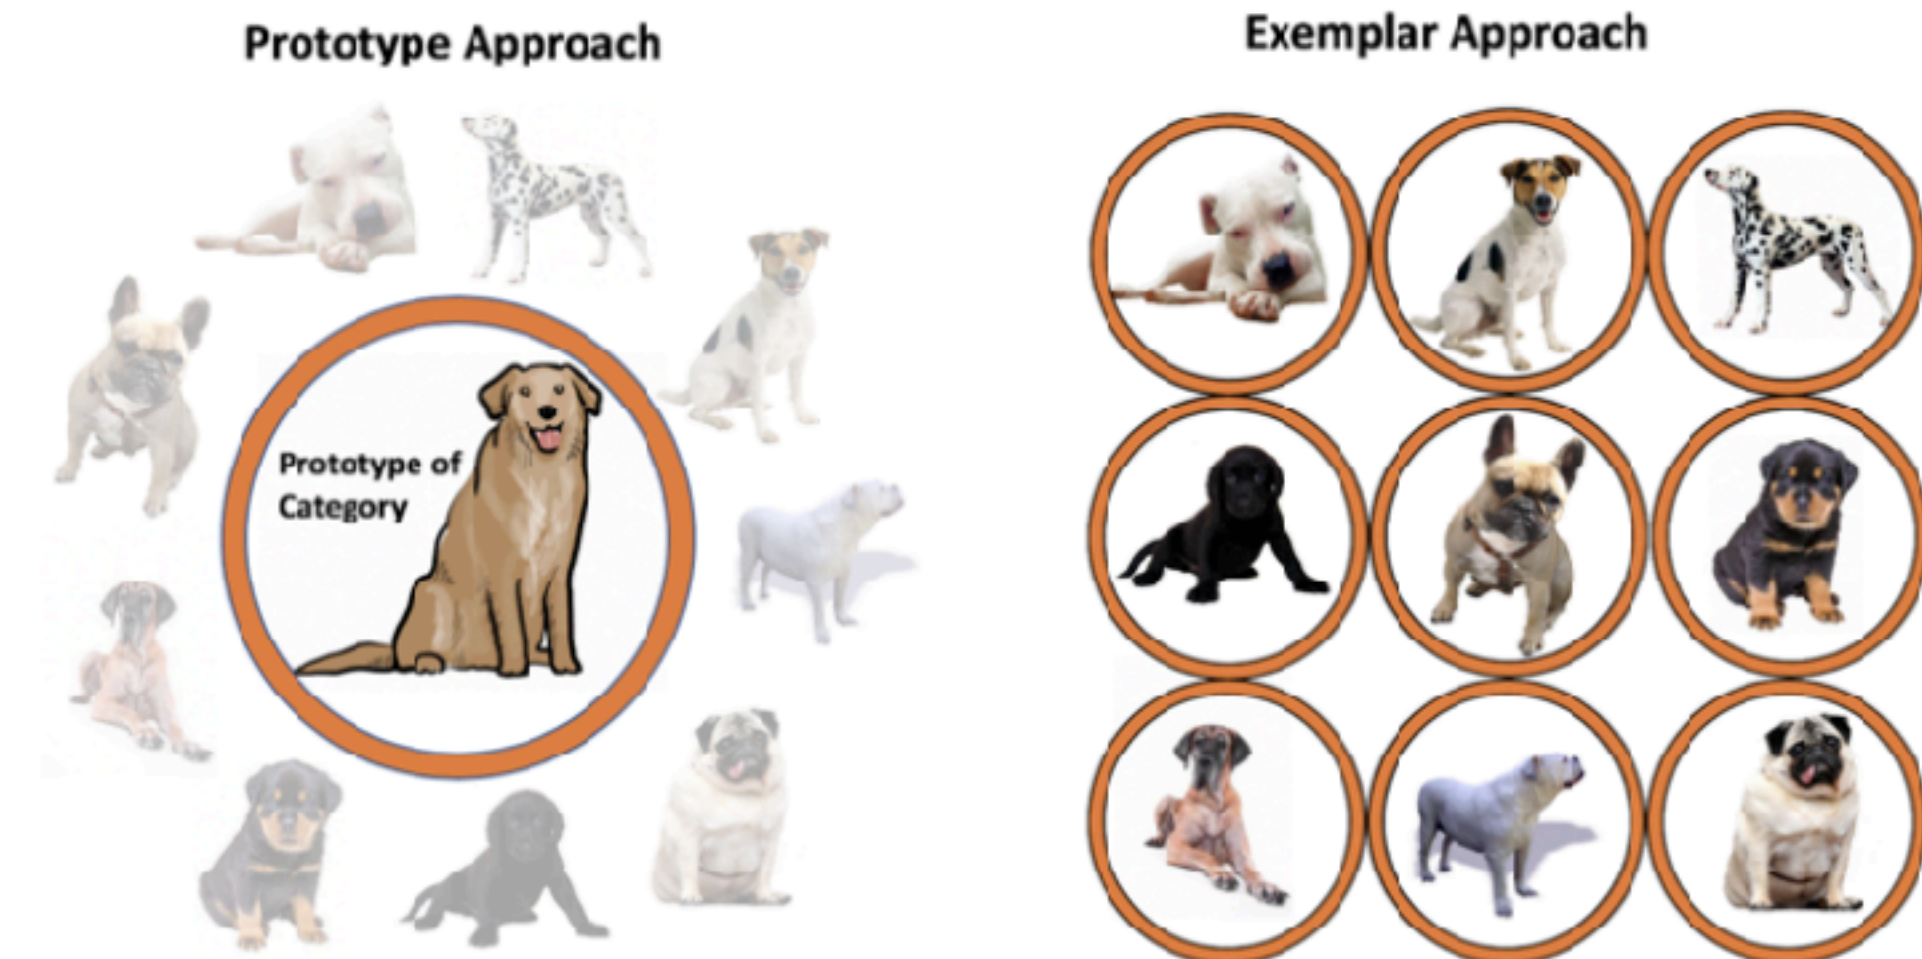 Prototype Approach
Exemplar Approach
Prototype of
Category